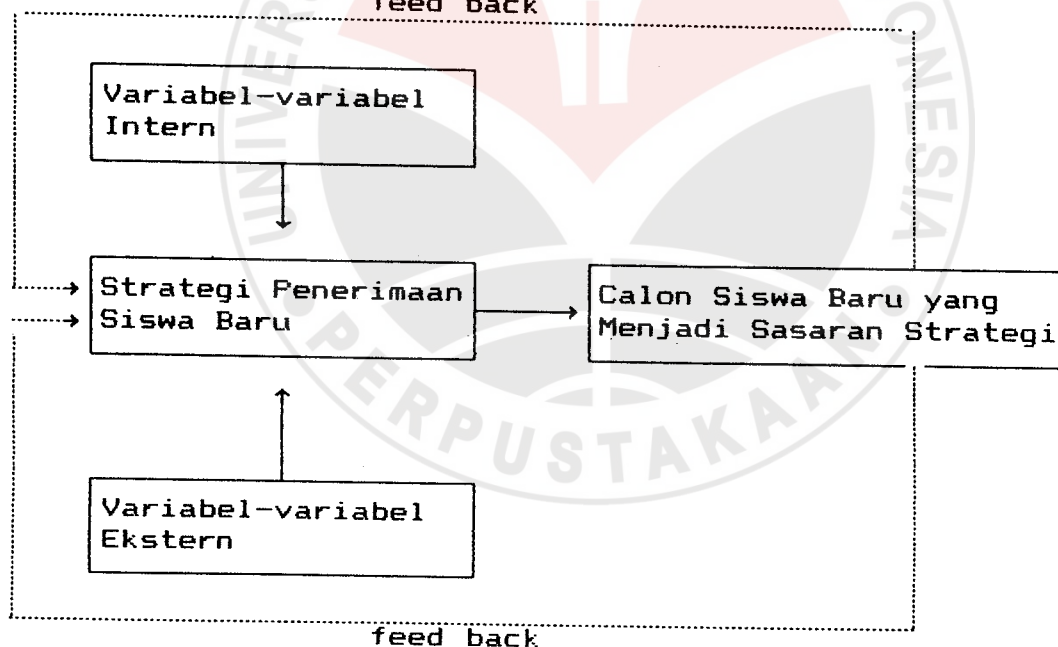 feed back
Variabel-variabel
Intern
Strategi Penerimaan
Siswa Baru
Calon Siswa Baru yang
Menjadi Sasaran Strategi
Variabel-variabel
Ekstern
feed back
PERPUSTAKAAN